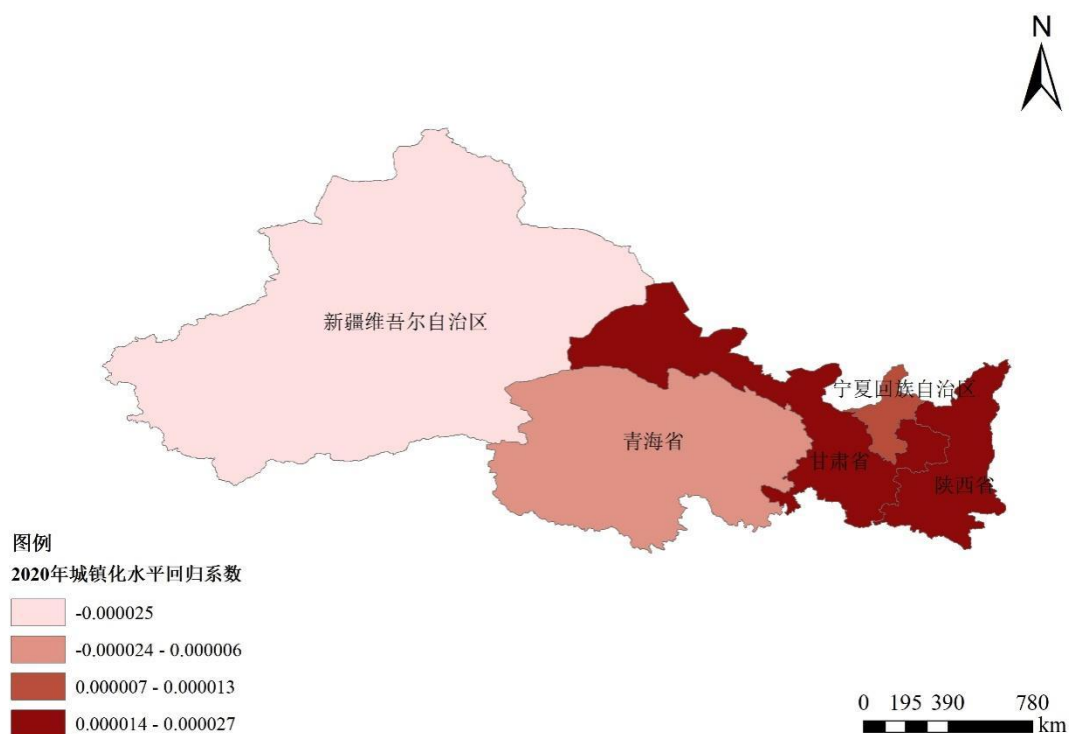 N
新疆维吾尔自治区
宁夏回族自治区
青海省
甘肃省
陕西省
图例
2020年城镇化水平回归系数
-0.000025
-0.000024 - 0.000006
0.000007 - 0.000013
0.000014 - 0.000027
0 195 390 780
km